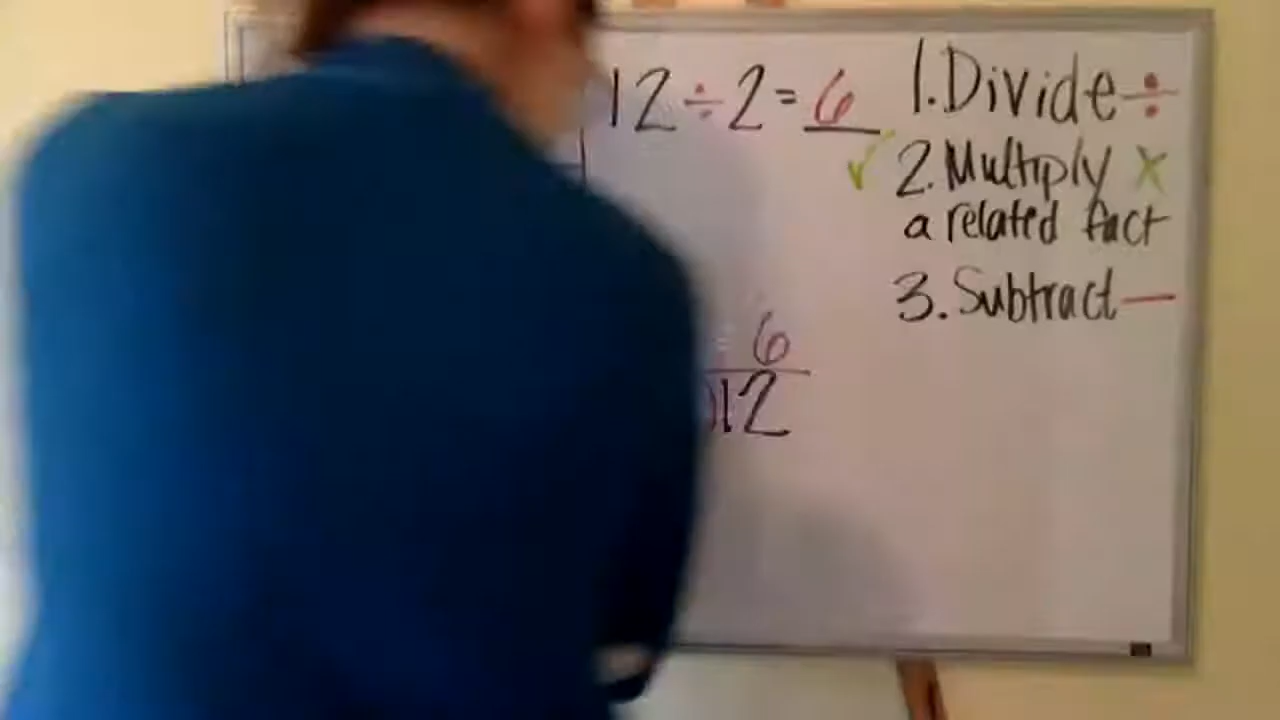 12 ÷ 2 = 6
1. Divide ÷
✓ 2. Multiply x
a related fact
3. Subtract —
= 6
)12